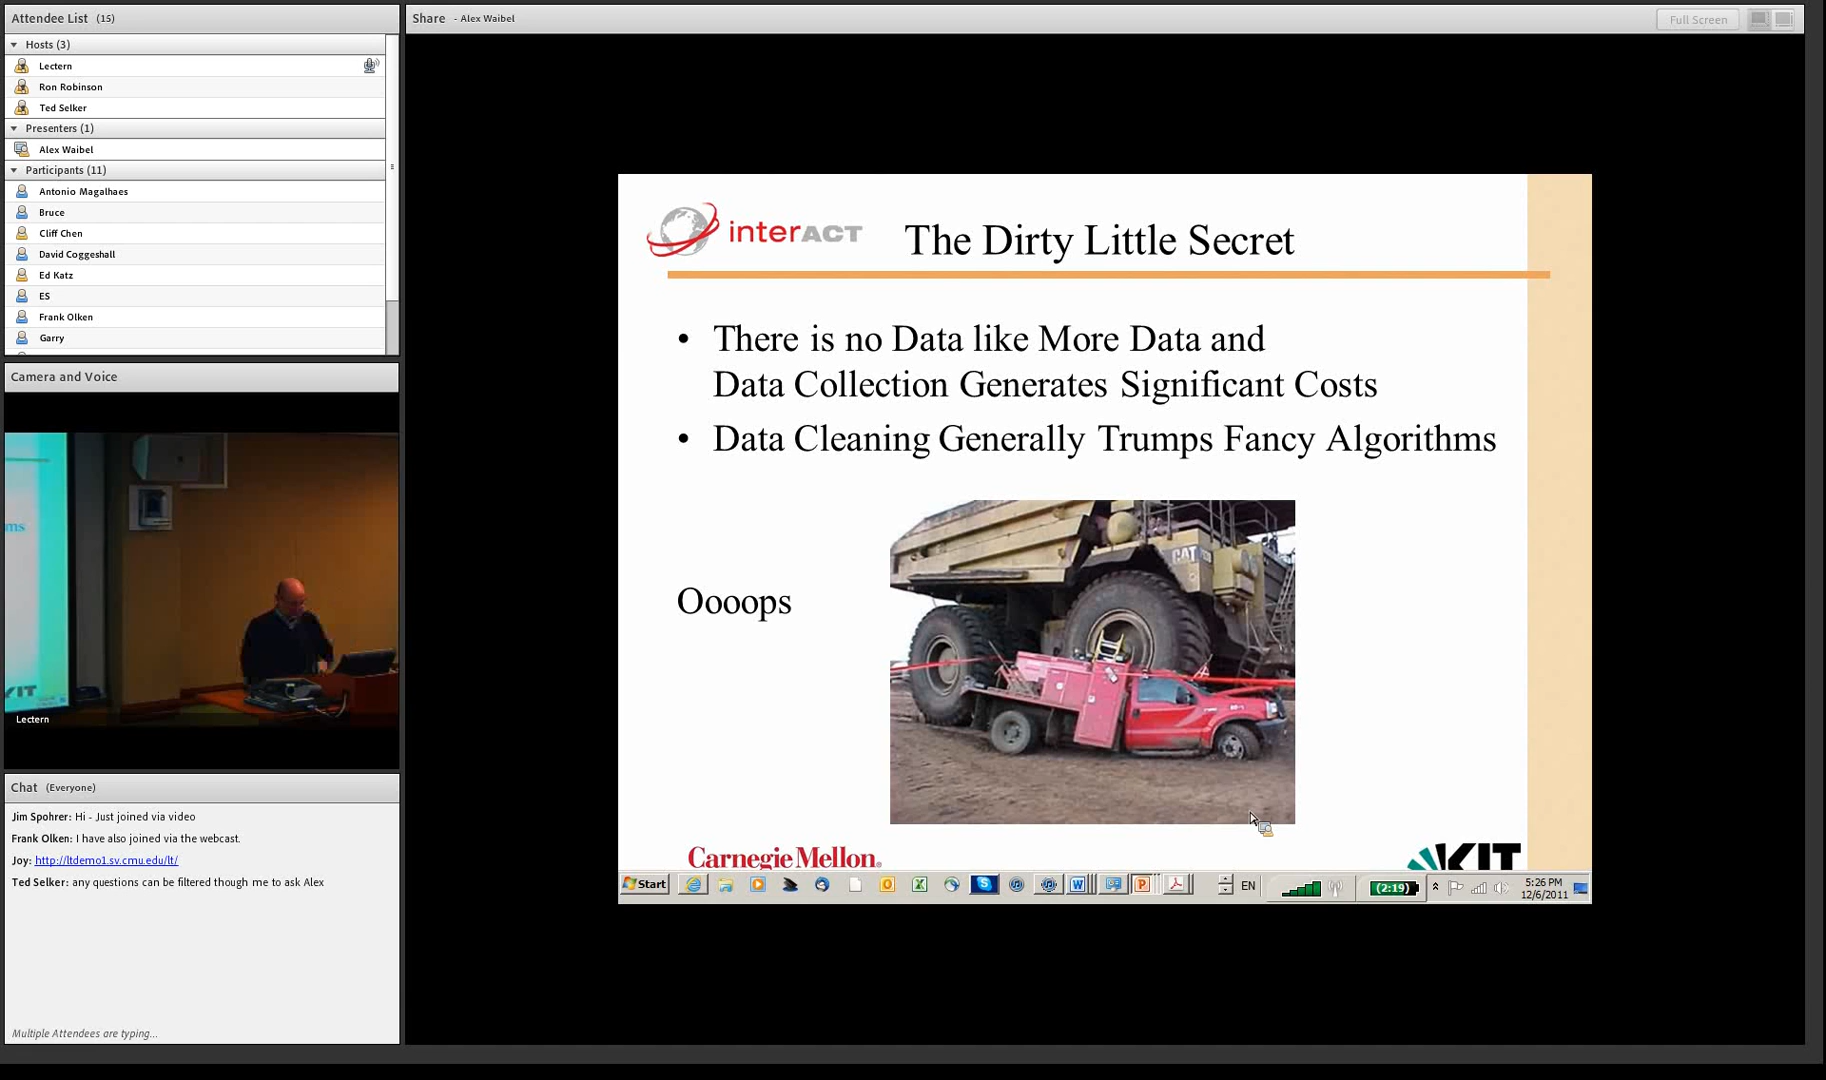 Attendee List (15)
Hosts (3)
Lectern
Ron Robinson
Ted Selker
Presenters (1)
Alex Waibel
Participants (11)
Antonio Magalhaes
Bruce
Cliff Chen
David Coggeshall
Ed Katz
ES
Frank Olken
Garry
Camera and Voice
ms
KIT
Lectern
Chat (Everyone)
Jim Spohrer: Hi - Just joined via video
Frank Olken: I have also joined via the webcast.
Joy: http://ltdemo1.sv.cmu.edu/lt/
Ted Selker: any questions can be filtered though me to ask Alex
Multiple Attendees are typing...
Share - Alex Waibel
Full Screen
interACT
The Dirty Little Secret
• There is no Data like More Data and
Data Collection Generates Significant Costs
• Data Cleaning Generally Trumps Fancy Algorithms
Oooops
CAT
Carnegie Mellon
KIT
Start
EN
(2:19)
5:26 PM
12/6/2011